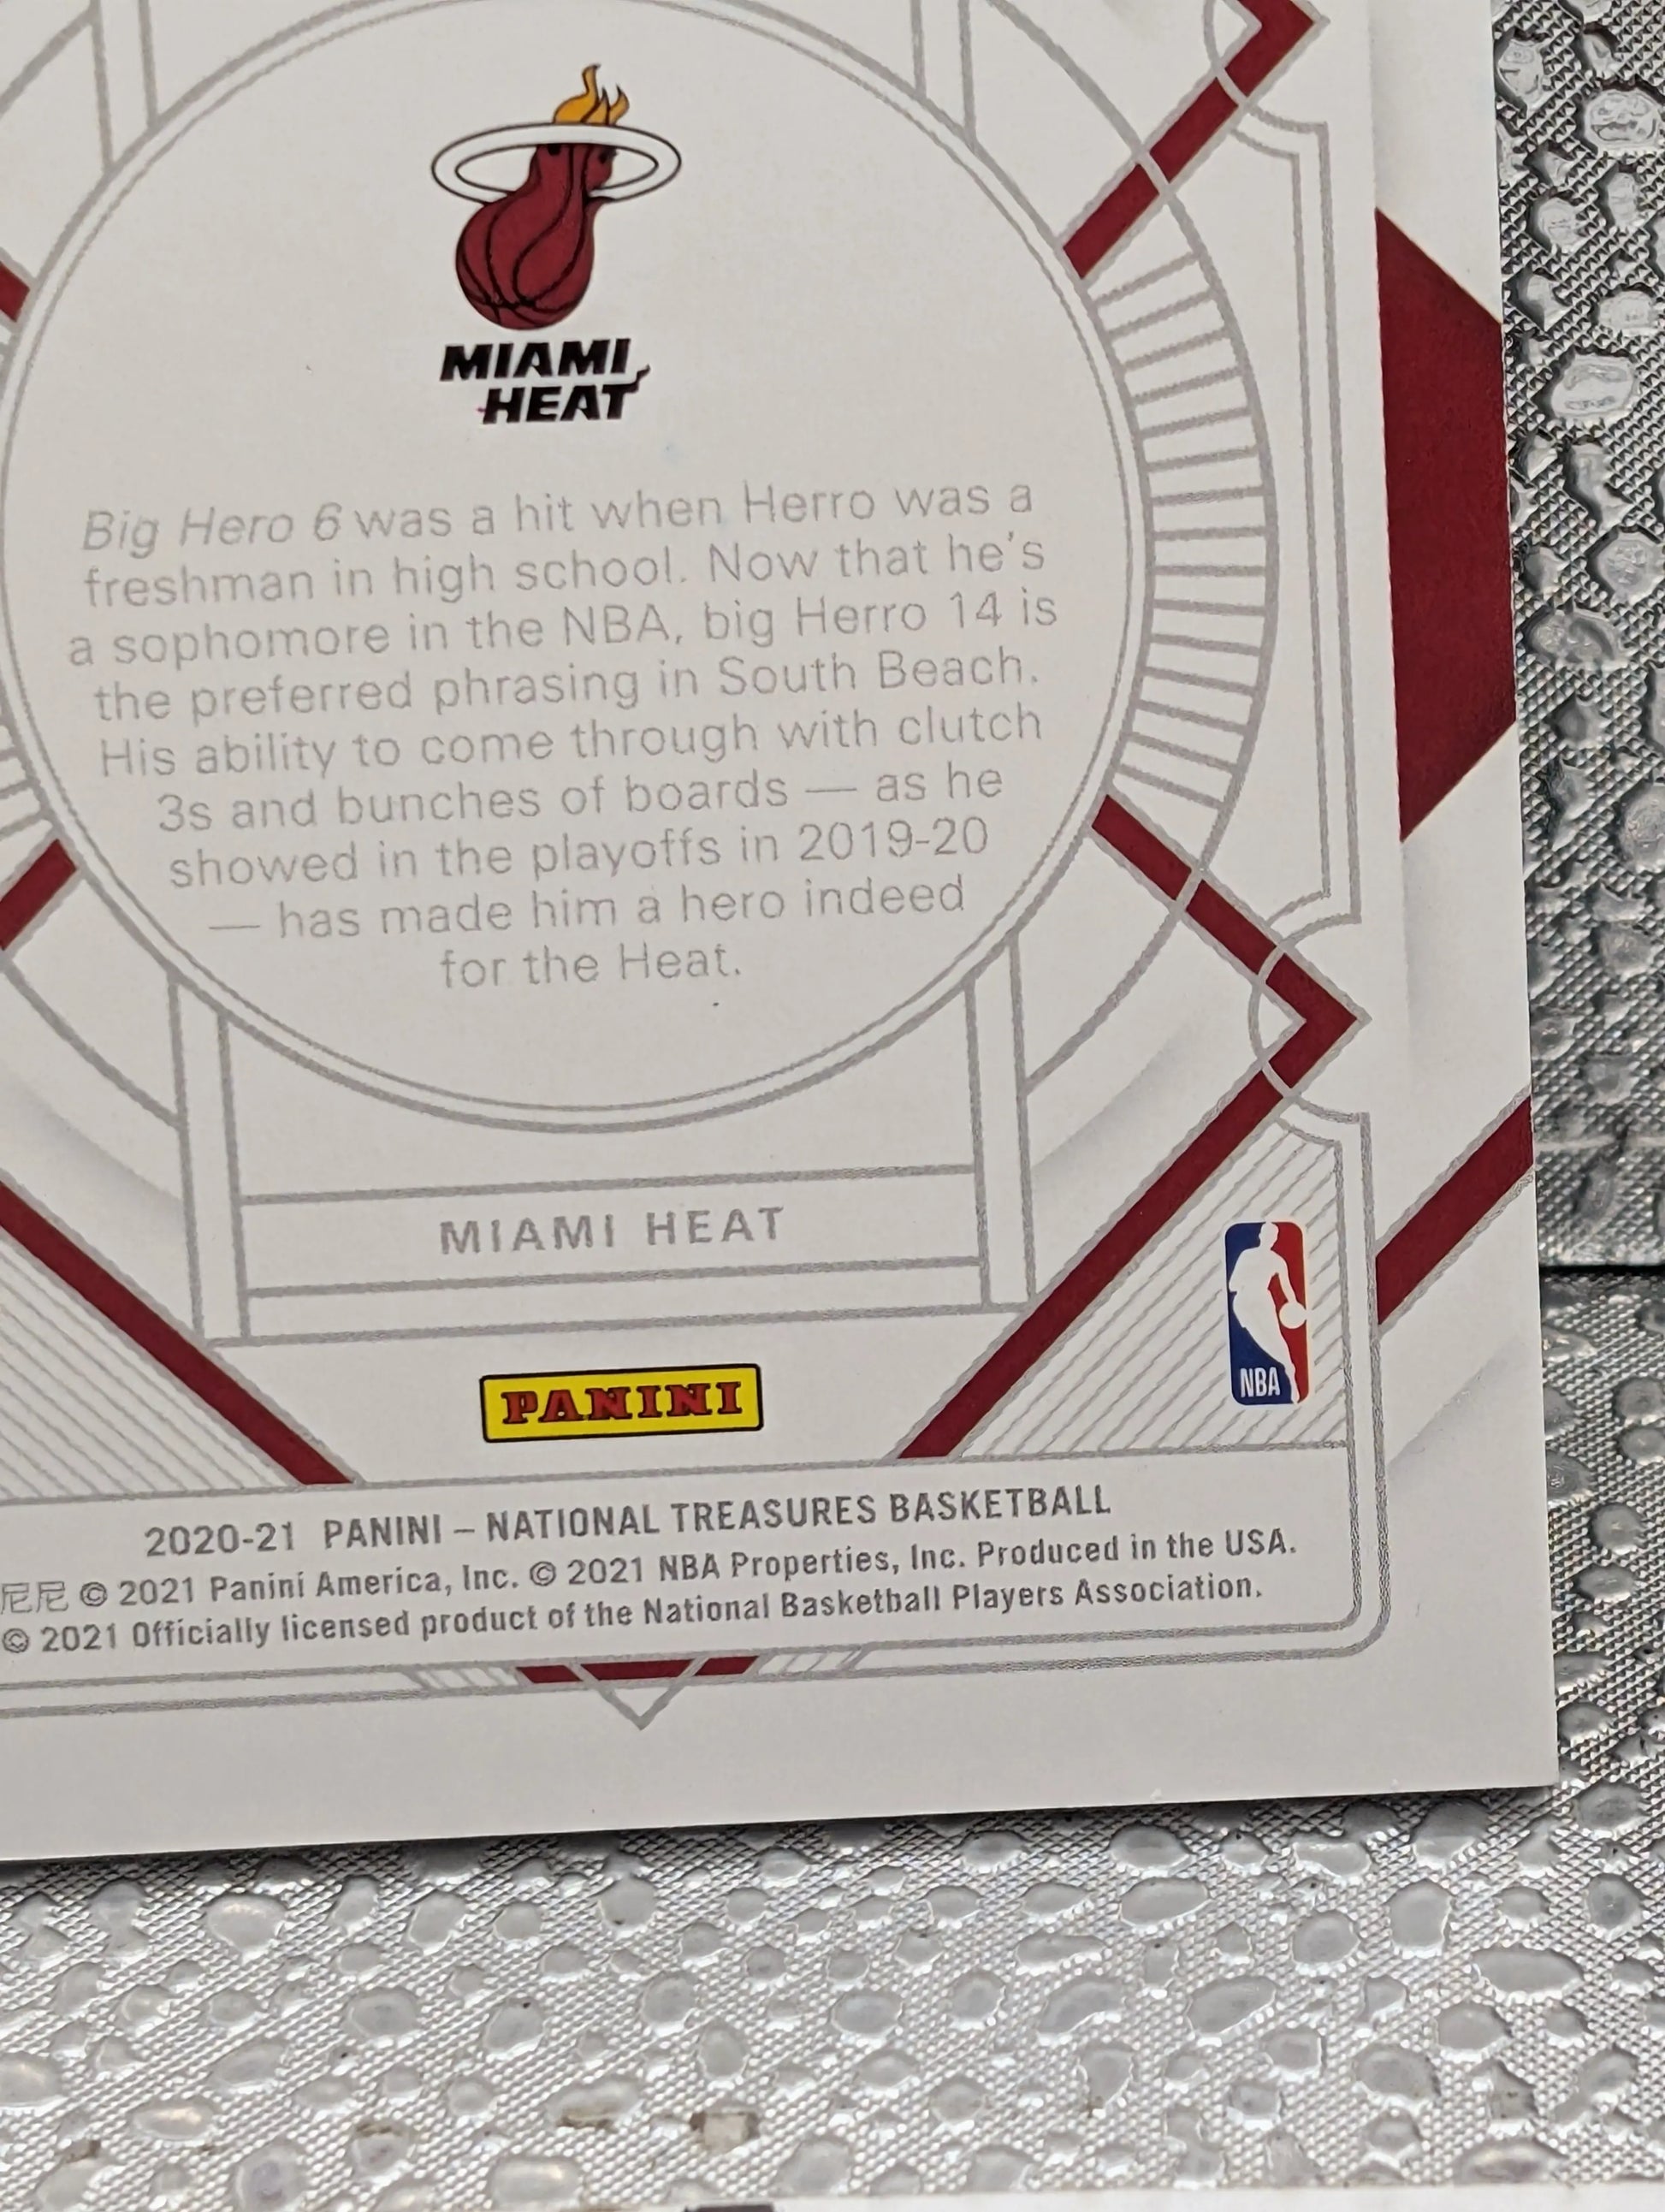 MIAMI
HEAT
Big Hero 6 was a hit when Herro was a
freshman in high school. Now that he's
a sophomore in the NBA, big Herro 14 is
the preferred phrasing in South Beach.
His ability to come through with clutch
3s and bunches of boards — as he
showed in the playoffs in 2019-20
— has made him a hero indeed
for the Heat.
MIAMI HEAT
NBA
PANINI
2020-21 PANINI – NATIONAL TREASURES BASKETBALL
尼尼 © 2021 Panini America, Inc. © 2021 NBA Properties, Inc. Produced in the USA.
© 2021 Officially licensed product of the National Basketball Players Association.